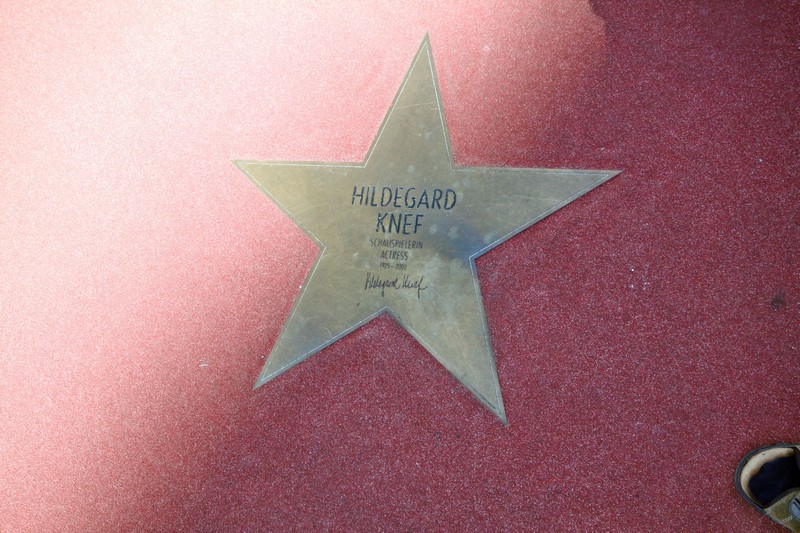 HILDEGARD
KNEF
SCHAUSPIELERIN
ACTRESS
1925 - 2002
Hildegard Knef